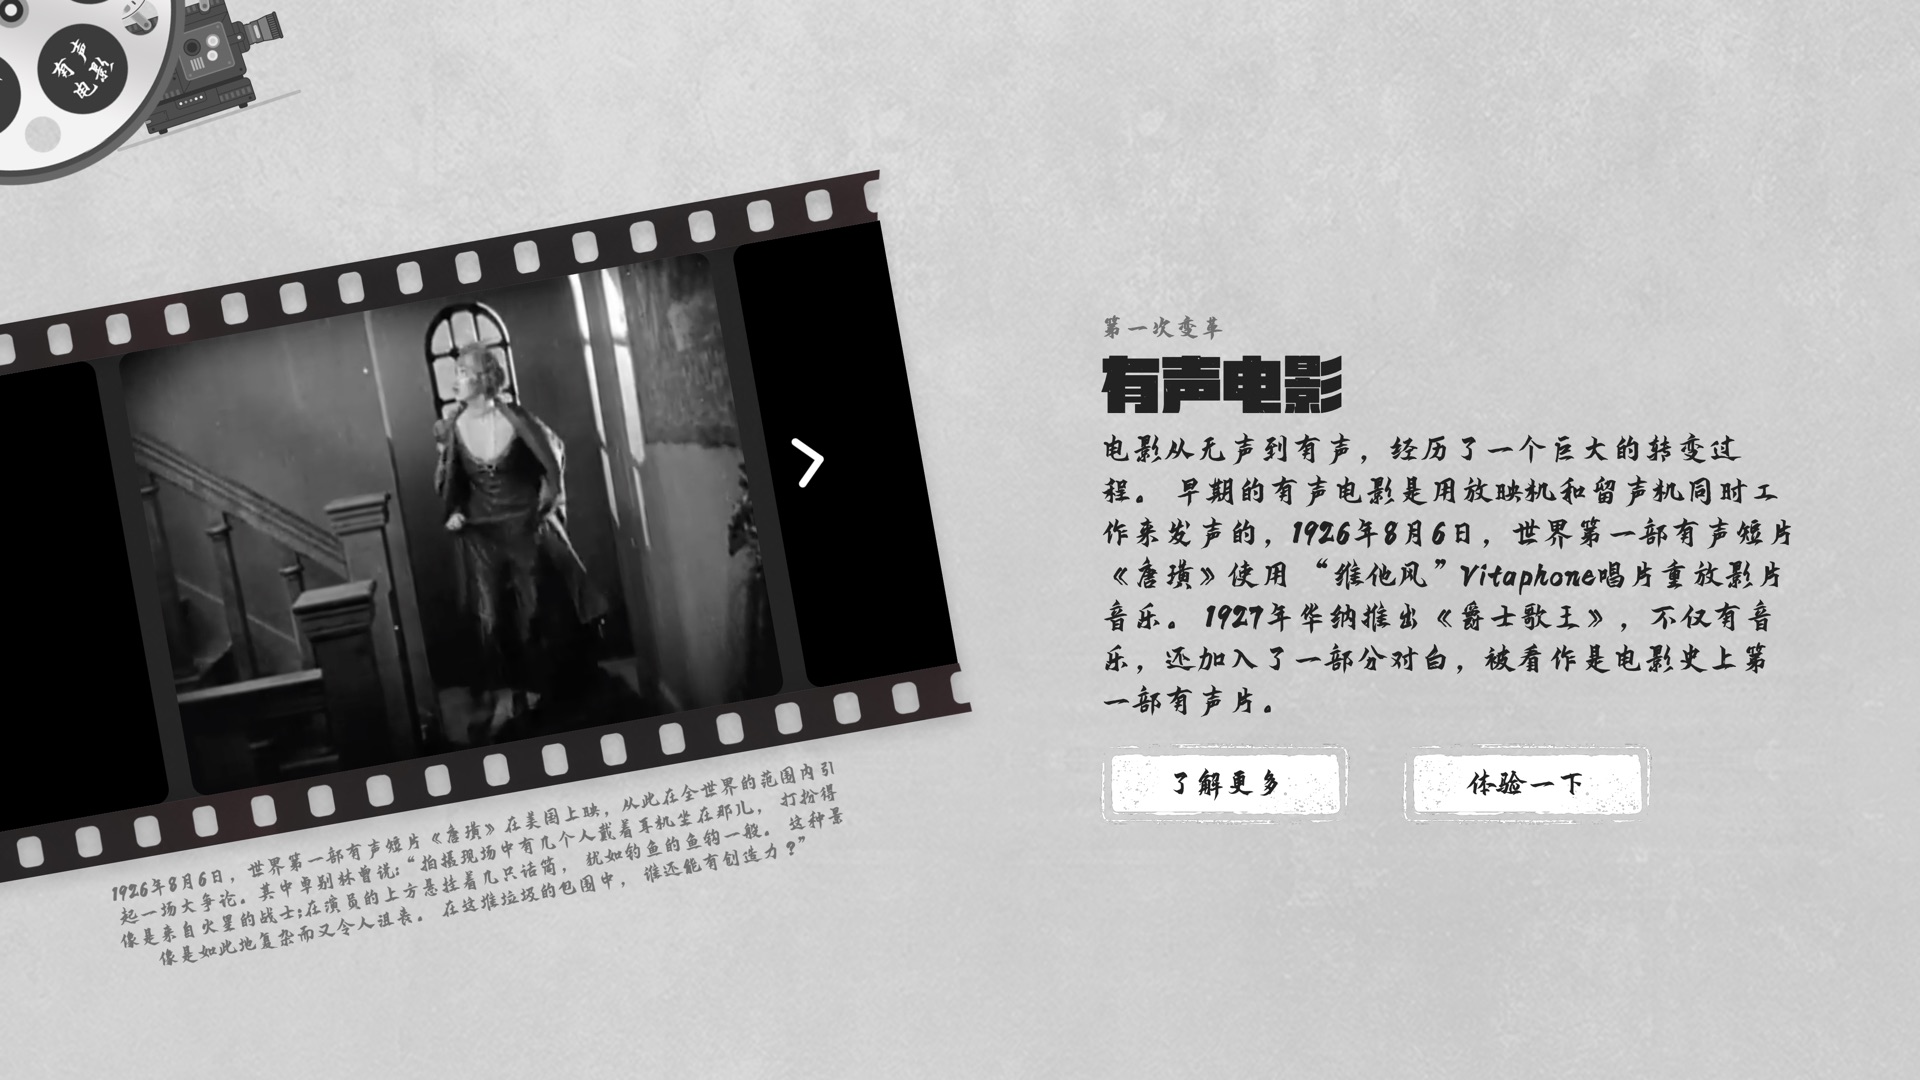 有声
电影
第一次变革
有声电影
电影从无声到有声，经历了一个巨大的转变过
程。 早期的有声电影是用放映机和留声机同时工
作来发声的，1926年8月6日，世界第一部有声短片
《唐璜》使用 “维他风”Vitaphone唱片重放影片
音乐。 1927年华纳推出《爵士歌王》，不仅有音
乐，还加入了一部分对白，被看作是电影史上第
一部有声片。
了解更多
体验一下
1926年8月6日，世界第一部有声短片《唐璜》在美国上映，从此在全世界的范围内引
起一场大争论。其中卓别林曾说:“拍摄现场中有几个人戴着耳机坐在那儿， 打扮得
像是来自火星的战士;在演员的上方悬挂着几只话筒， 犹如钓鱼的鱼钩一般。 这种景
像是如此地复杂而又令人沮丧。 在这堆垃圾的包围中， 谁还能有创造力？”